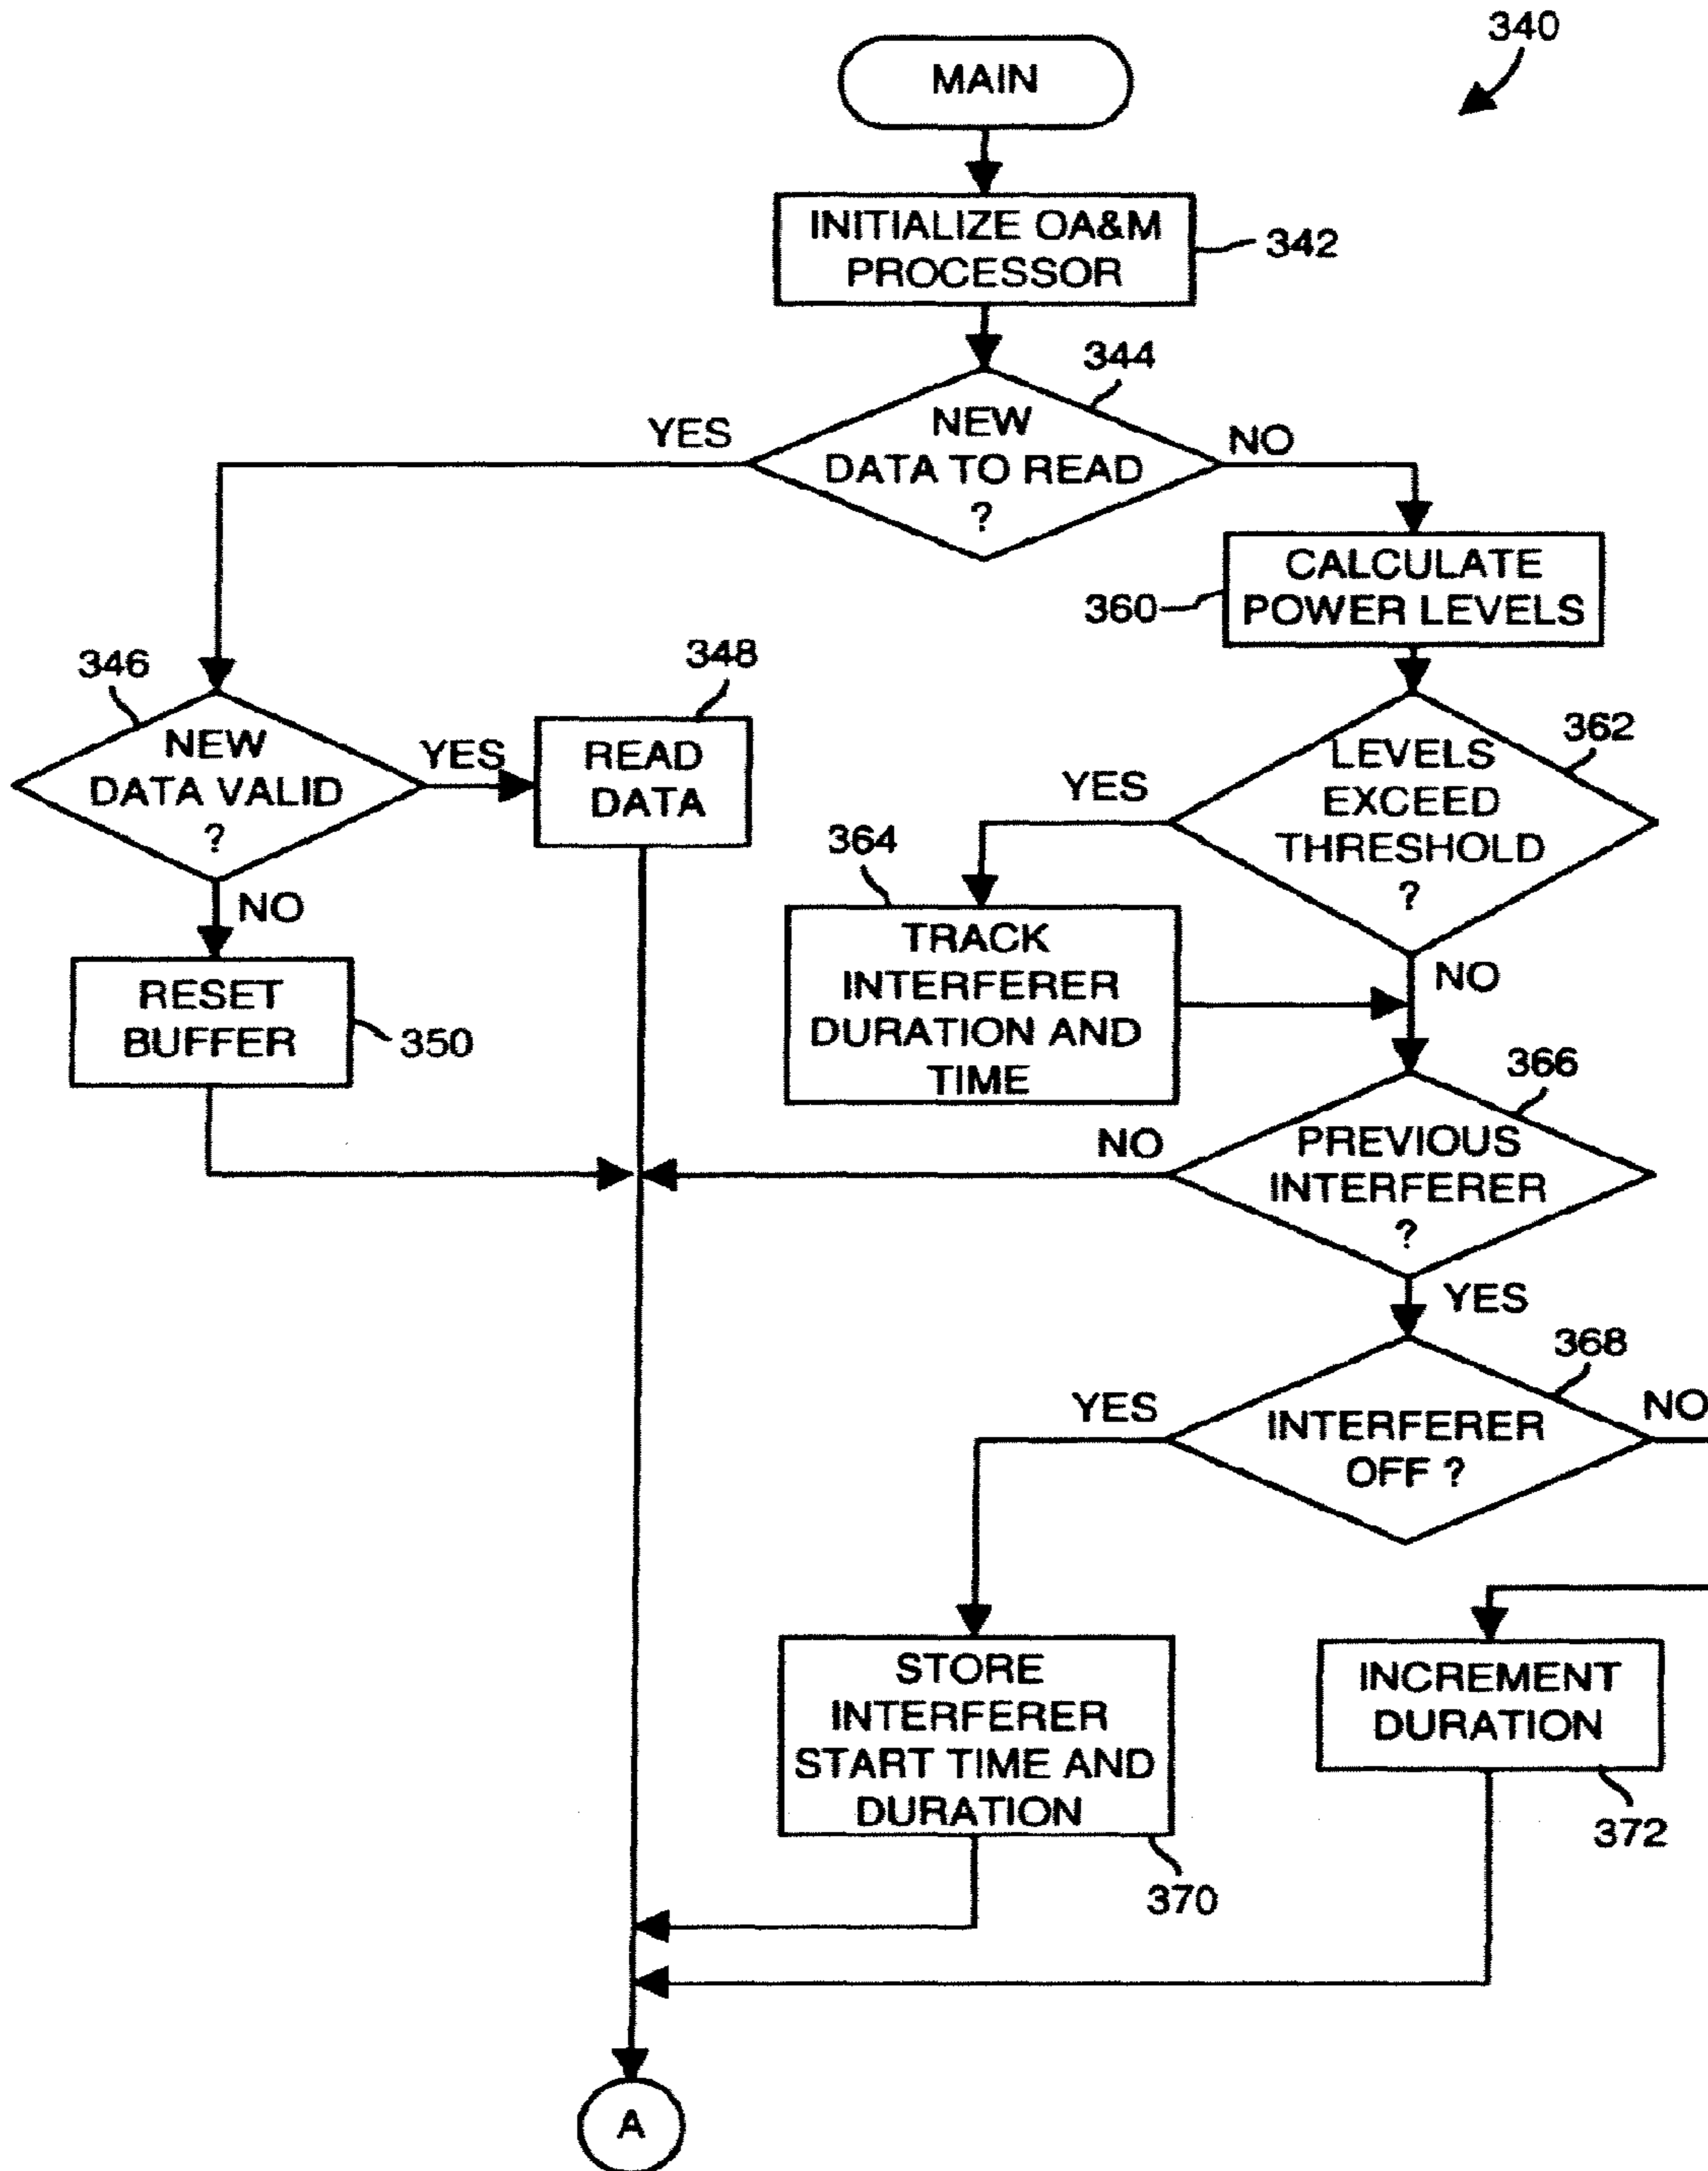 340
MAIN
INITIALIZE OA&M
PROCESSOR
342
344
YES
NEW
DATA TO READ
?
NO
CALCULATE
POWER LEVELS
360
346
NEW
DATA VALID
?
YES
348
READ
DATA
NO
RESET
BUFFER
350
362
LEVELS
EXCEED
THRESHOLD
?
YES
NO
364
TRACK
INTERFERER
DURATION AND
TIME
366
PREVIOUS
INTERFERER
?
NO
YES
368
INTERFERER
OFF ?
YES
NO
STORE
INTERFERER
START TIME AND
DURATION
370
INCREMENT
DURATION
372
A